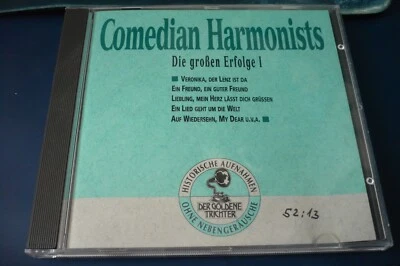 Comedian Harmonists
Die großen Erfolge 1
VERONIKA, DER LENZ IST DA
EIN FREUND, EIN GUTER FREUND
LIEBLING, MEIN HERZ LÄSST DICH GRÜSSEN
EIN LIED GEHT UM DIE WELT
AUF WIEDERSEHN, MY DEAR U.V.A.
HISTORISCHE AUFNAHMEN
DER GOLDENE
TRICHTER
OHNE NEBENGERÄUSCHE
52:13